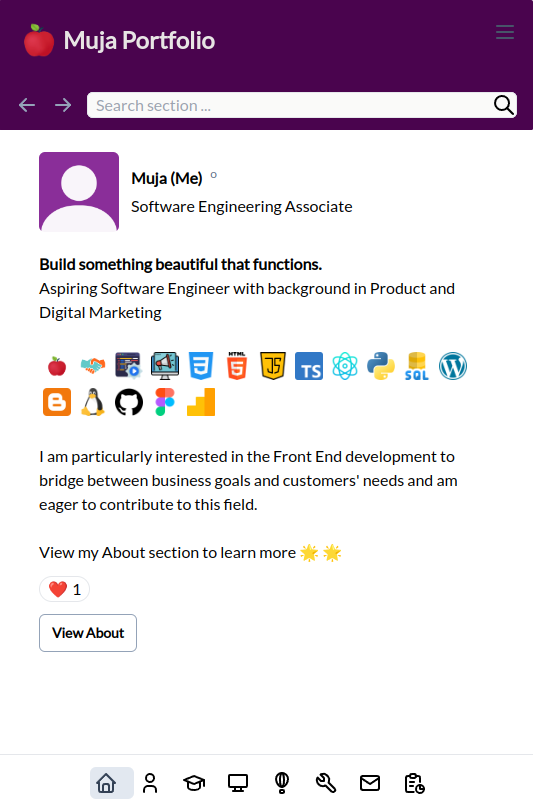 Muja Portfolio
Search section ...
Muja (Me)
Software Engineering Associate
Build something beautiful that functions.
Aspiring Software Engineer with background in Product and
Digital Marketing
HTML
5
3
JS
TS
SQL
I am particularly interested in the Front End development to
bridge between business goals and customers' needs and am
eager to contribute to this field.
View my About section to learn more 🌟 🌟
❤️ 1
View About